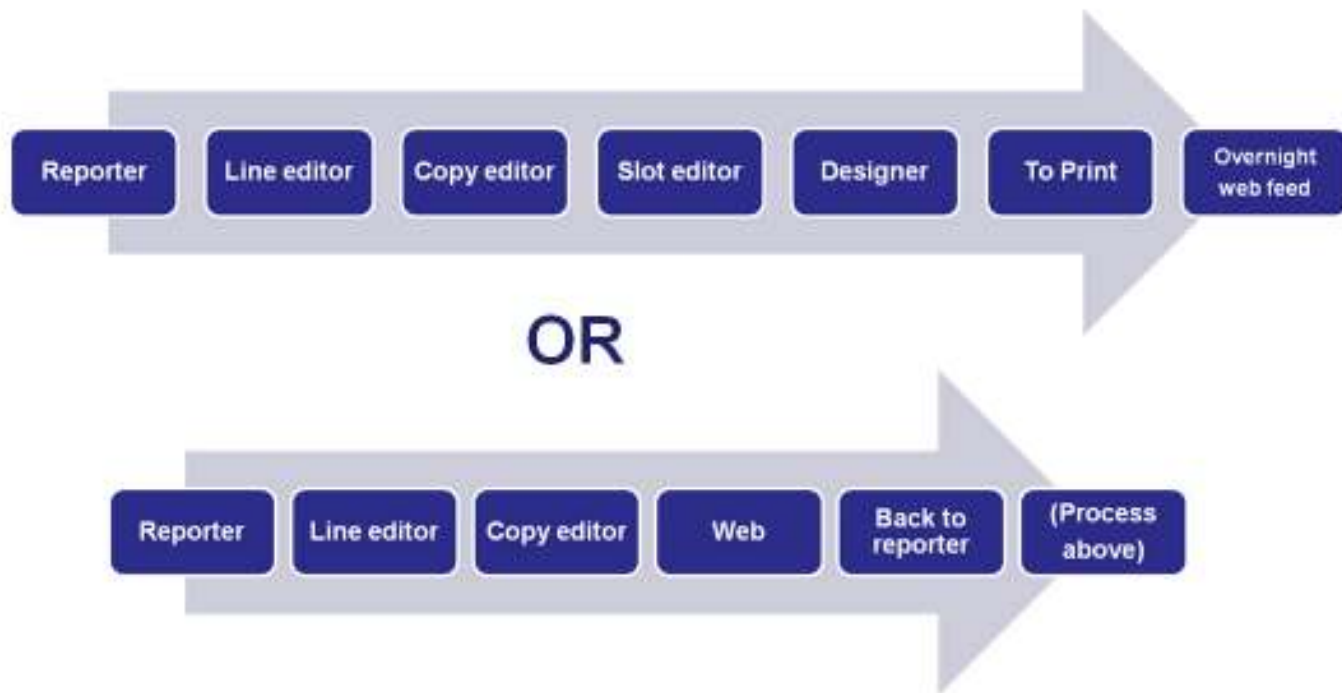 Reporter
Line editor
Copy editor
Slot editor
Designer
To Print
Overnight
web feed
OR
Reporter
Line editor
Copy editor
Web
Back to
reporter
(Process
above)